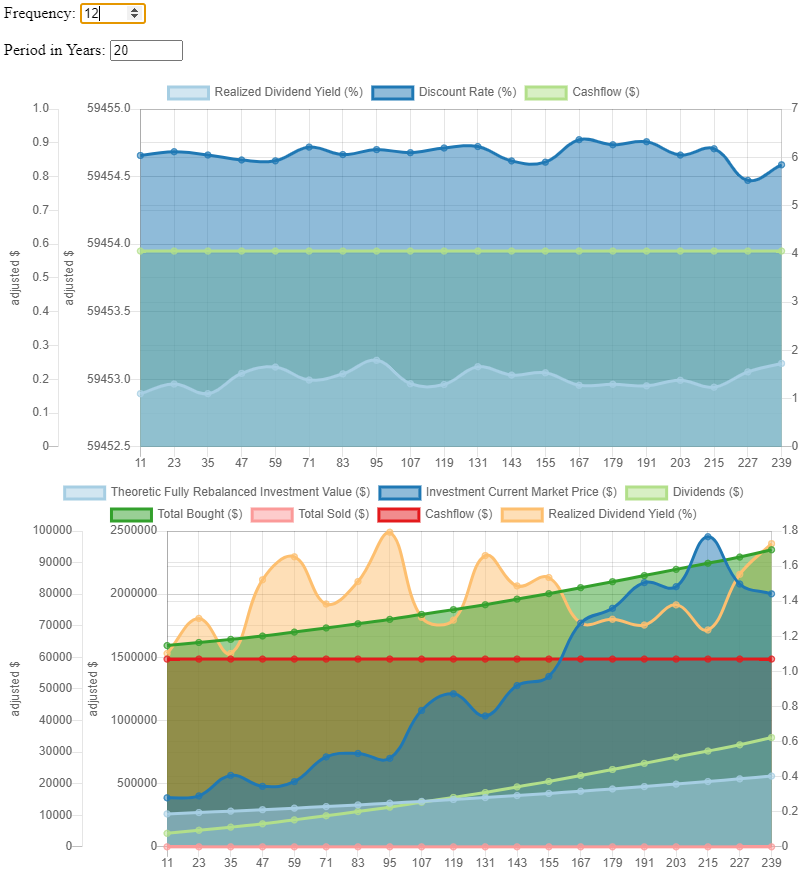 Frequency: 12
Period in Years: 20
Realized Dividend Yield (%) Discount Rate (%) Cashflow ($)
1.0 59455.0 7
0.9
6
0.8 59454.5
0.7
5
0.6 59454.0
4
0.5
adjusted $ adjusted $
0.4 59453.5
3
0.3
2
0.2 59453.0
1
0.1
0 59452.5 0
11 23 35 47 59 71 83 95 107 119 131 143 155 167 179 191 203 215 227 239
Theoretic Fully Rebalanced Investment Value ($) Investment Current Market Price ($) Dividends ($)
Total Bought ($) Total Sold ($) Cashflow ($) Realized Dividend Yield (%)
100000 2500000 1.8
90000
1.6
80000 2000000
1.4
70000
1.2
60000 1500000
1.0
50000
adjusted $ adjusted $
0.8
40000 1000000
0.6
30000
20000 500000
0.4
10000
0.2
0 0 0
11 23 35 47 59 71 83 95 107 119 131 143 155 167 179 191 203 215 227 239